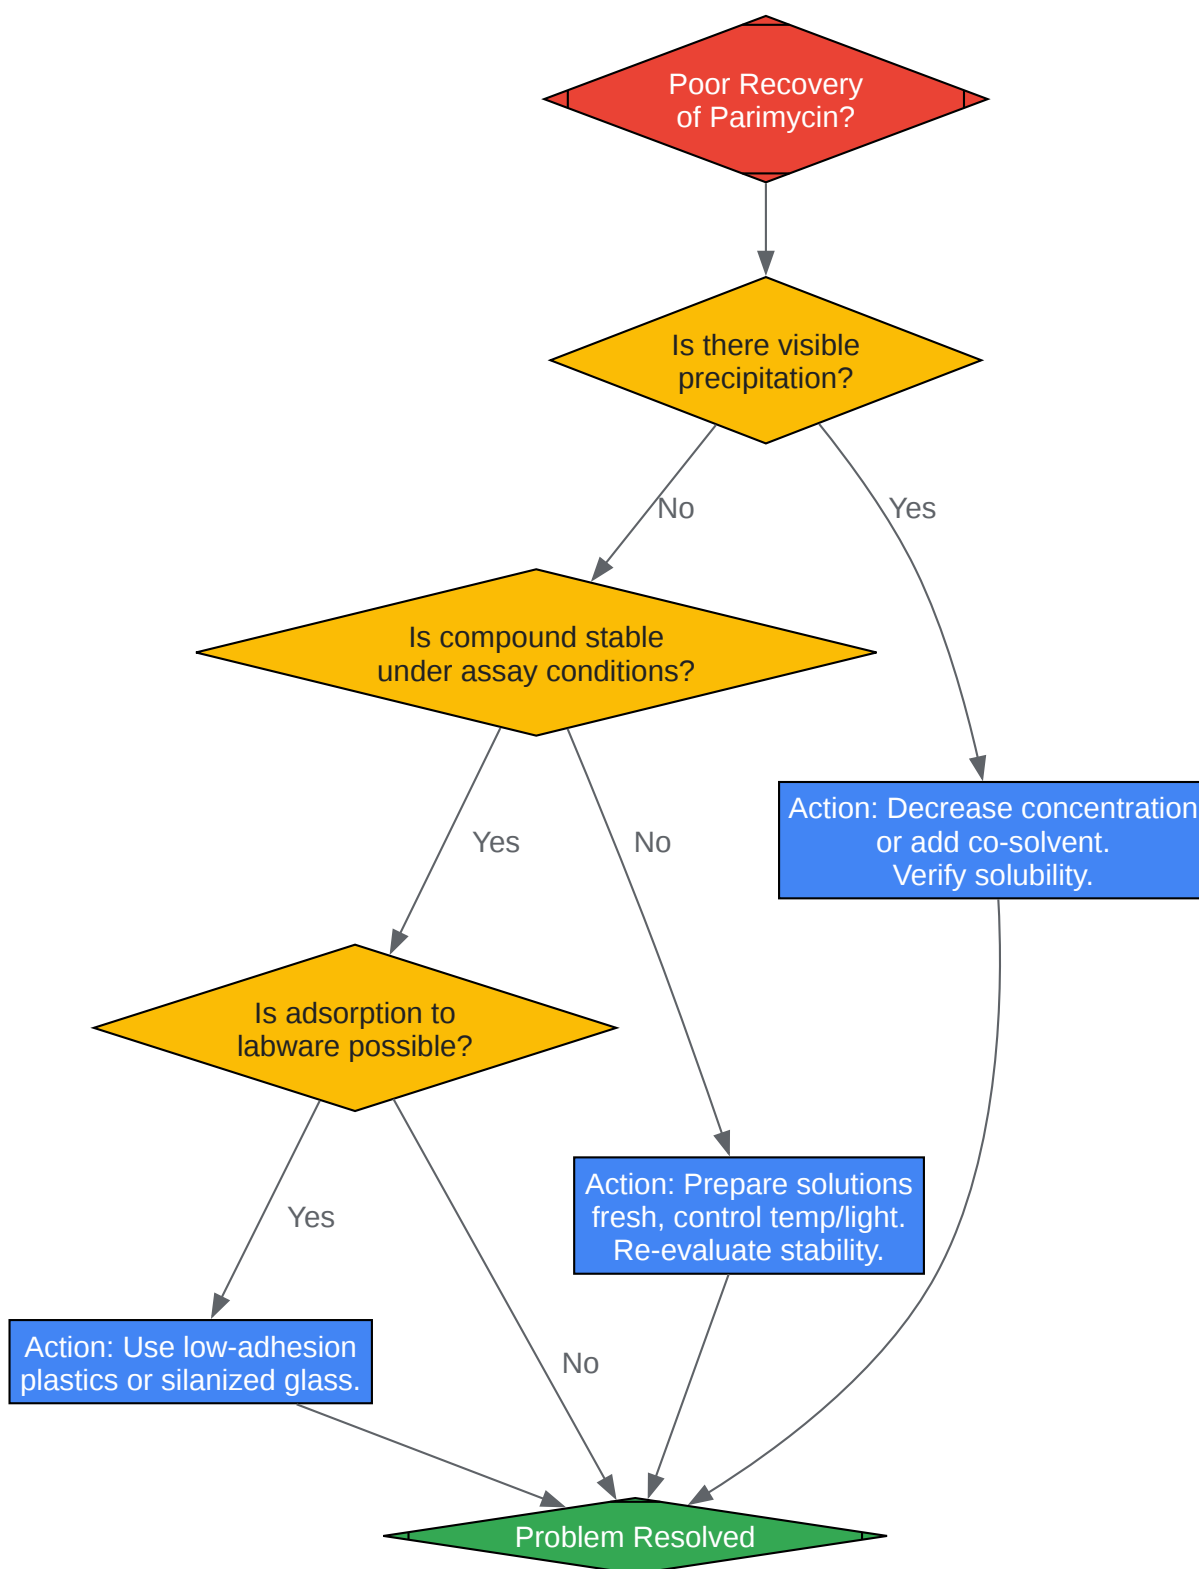 Poor Recovery
of Parimycin?
Is there visible
precipitation?
No
Yes
Is compound stable
under assay conditions?
Yes
No
Action: Decrease concentration
or add co-solvent.
Verify solubility.
Is adsorption to
labware possible?
Yes
No
Action: Prepare solutions
fresh, control temp/light.
Re-evaluate stability.
Action: Use low-adhesion
plastics or silanized glass.
Problem Resolved